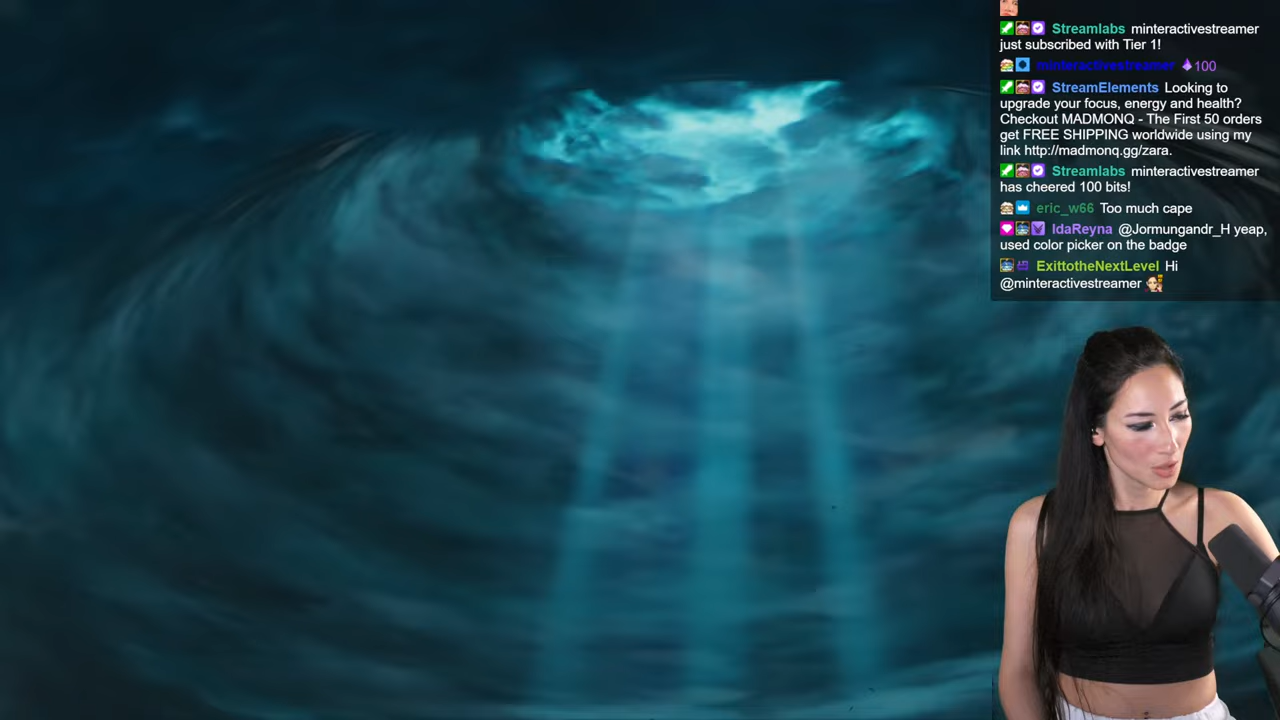 Streamlabs minteractivestreamer
just subscribed with Tier 1!
minteractivestreamer 100
StreamElements Looking to
upgrade your focus, energy and health?
Checkout MADMONQ - The First 50 orders
get FREE SHIPPING worldwide using my
link http://madmonq.gg/zara.
Streamlabs minteractivestreamer
has cheered 100 bits!
eric_w66 Too much cape
IdaReyna @Jormungandr_H yeap,
used color picker on the badge
ExittotheNextLevel Hi
@minteractivestreamer